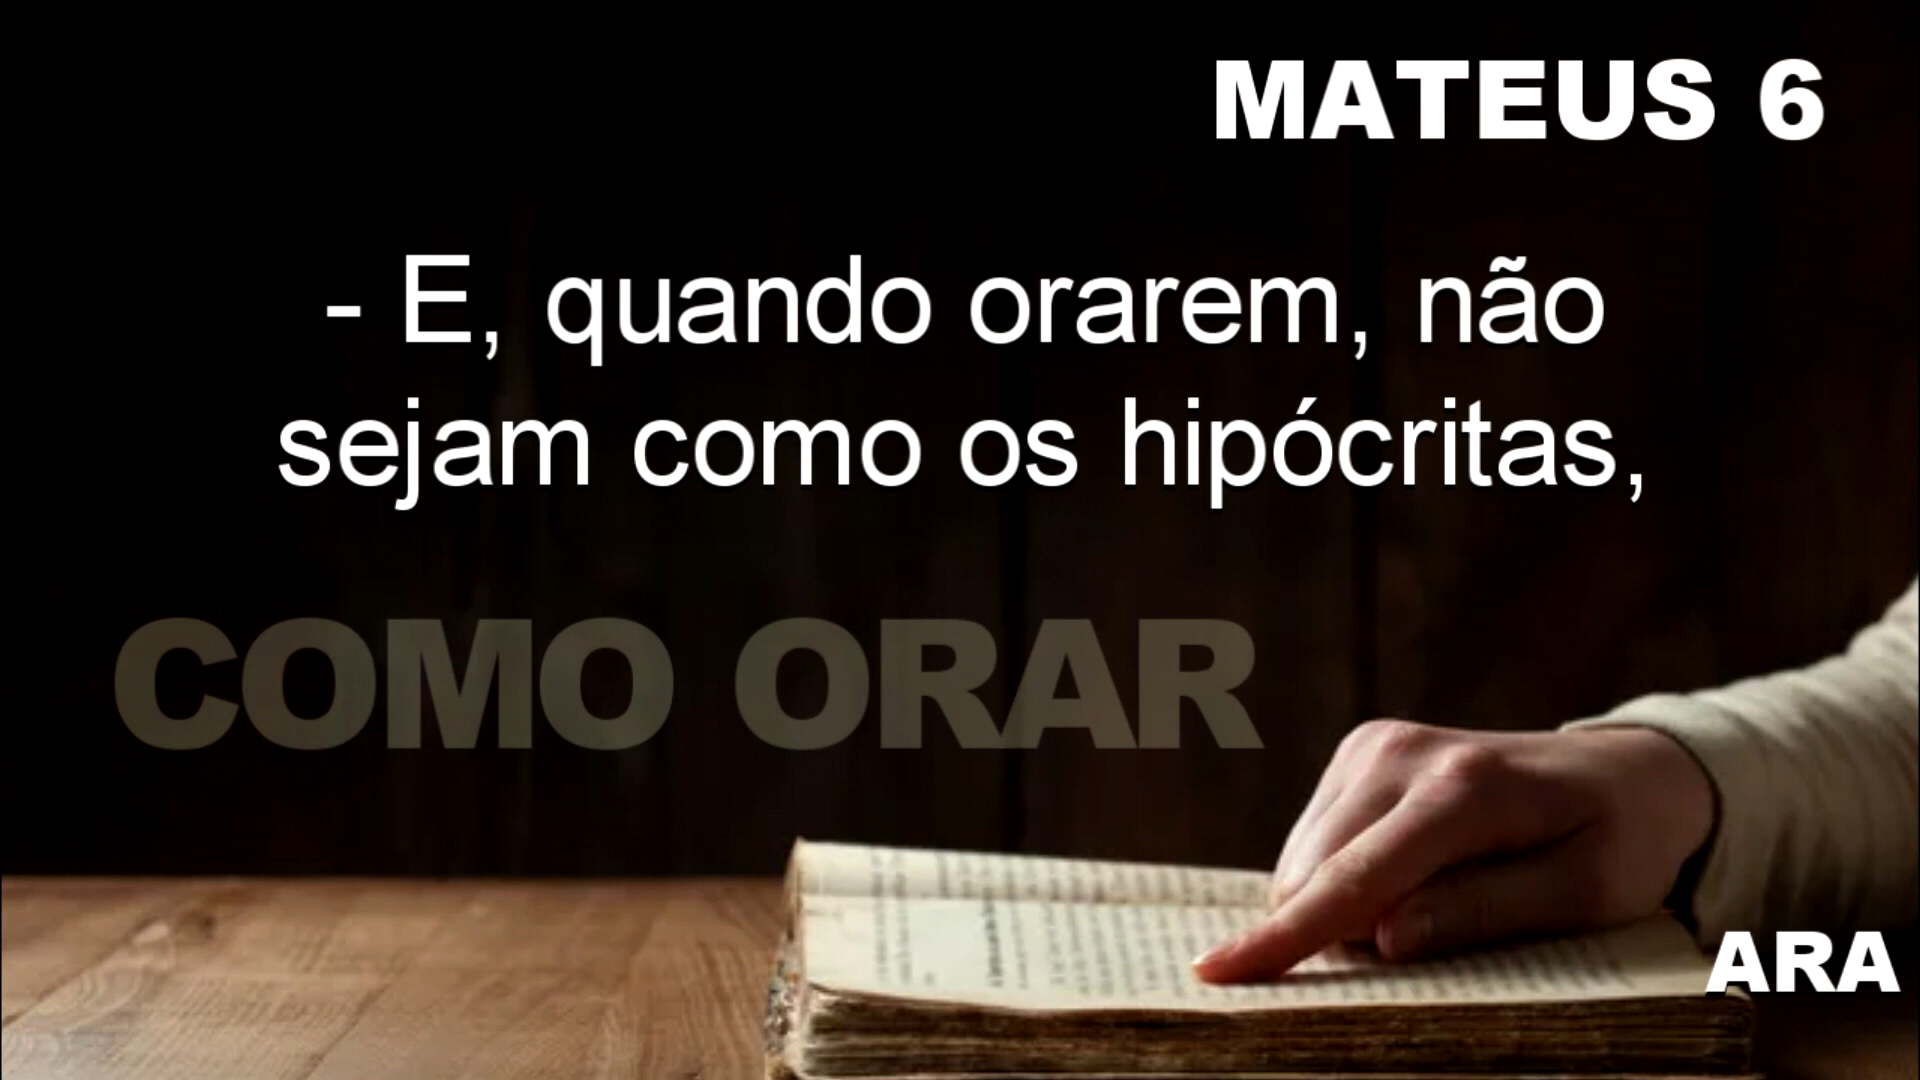 MATEUS 6
- E, quando orarem, não
sejam como os hipócritas,
COMO ORAR
ARA